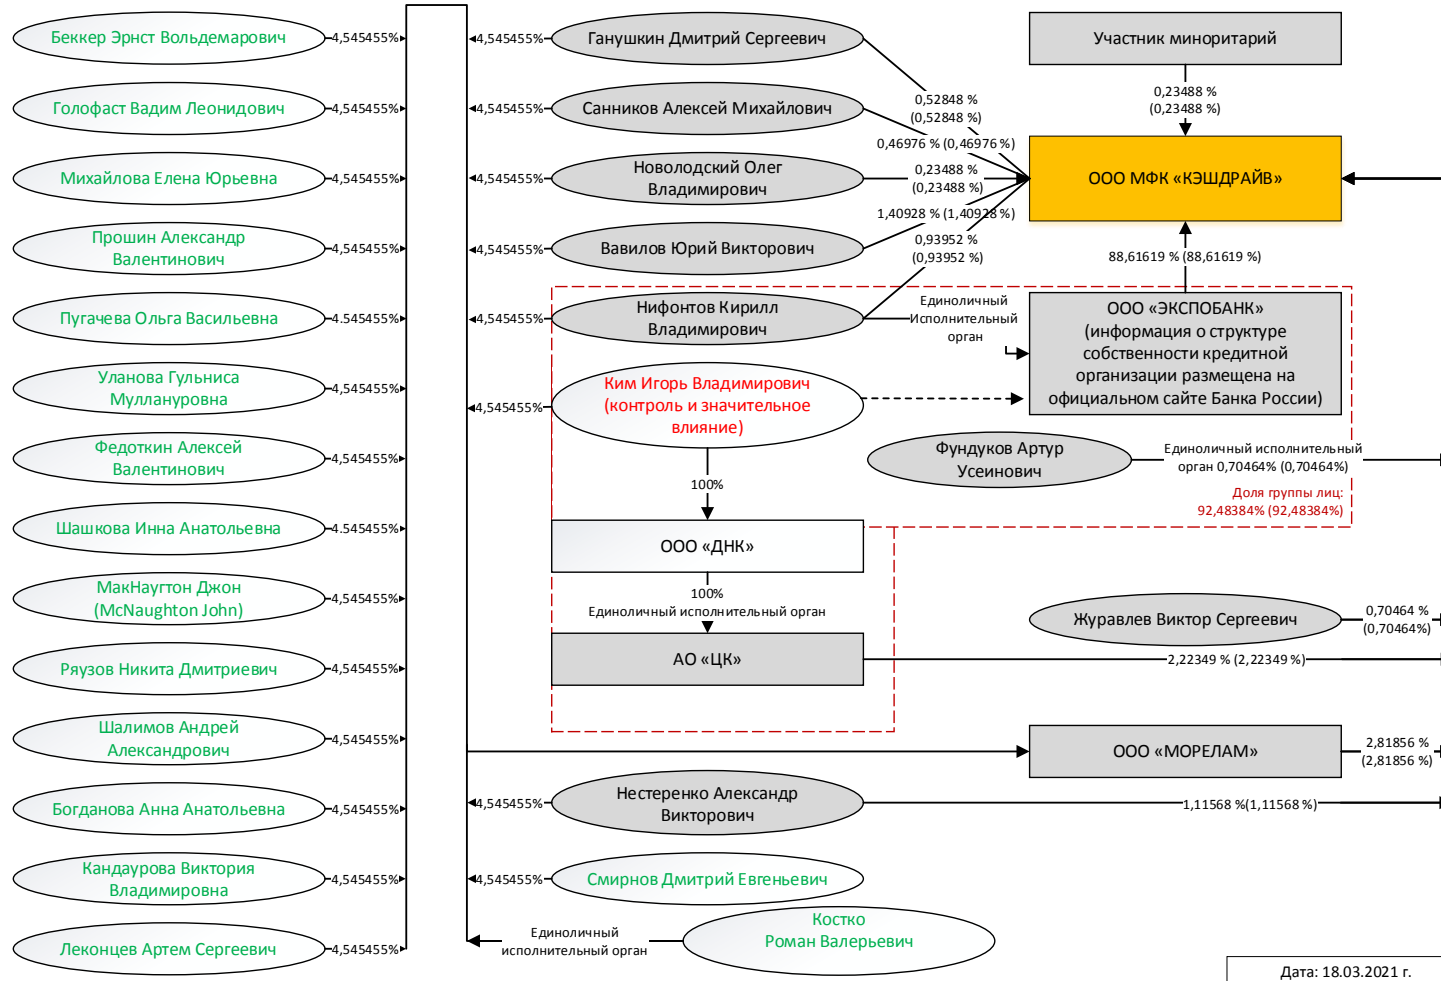 Беккер Эрнст Вольдемарович
4,545455%
Голофаст Вадим Леонидович
4,545455%
Михайлова Елена Юрьевна
4,545455%
Прошин Александр
Валентинович
4,545455%
Пугачева Ольга Васильевна
4.545455%
Уланова Гульниса
Муллануровна
4,545455%
Федоткин Алексей
Валентинович
4,545455%
Шашкова Инна Анатольевна
4.545455%
МакНаугтон Джон
(McNaughton John)
4,545455%
Ряузов Никита Дмитриевич
4,545455%
Шалимов Андрей
Александрович
4,545455%
Богданова Анна Анатольевна
4,545455%
Кандаурова Виктория
Владимировна
4,545455%
Леконцев Артем Сергеевич
4,545455%
4,545455%
Ганушкин Дмитрий Сергеевич
0,52848 %
(0,52848 %)
4,545455%
Санников Алексей Михайлович
0,46976 % (0,46976 %)
4,545455%
Новолодский Олег
Владимирович
0,23488 %
(0,23488 %)
4,545455%
Вавилов Юрий Викторович
1,40928 % (1,40928 %)
4,545455%
Нифонтов Кирилл
Владимирович
0,93952 %
(0,93952 %)
Единоличный
Исполнительный
орган
4,545455%
Ким Игорь Владимирович
(контроль и значительное
влияние)
100%
ООО «ДНК»
100%
Единоличный исполнительный орган
АО «ЦК»
2,22349 % (2,22349 %)
Участник миноритарий
0,23488 %
(0,23488 %)
ООО МФК «КЭШДРАЙВ»
88,61619 % (88,61619 %)
ООО «ЭКСПОБАНК»
(информация о структуре
собственности кредитной
организации размещена на
официальном сайте Банка России)
Фундуков Артур
Усеинович
Единоличный исполнительный
орган 0,70464% (0,70464%)
Доля группы лиц:
92,48384% (92,48384%)
Журавлев Виктор Сергеевич
0,70464 %
(0,70464%)
ООО «МОРЕЛАМ»
2,81856 %
(2,81856 %)
4,545455%
Нестеренко Александр
Викторович
1,11568 %(1,11568 %)
4,545455%
Смирнов Дмитрий Евгеньевич
Единоличный
исполнительный орган
Костко
Роман Валерьевич
Дата: 18.03.2021 г.